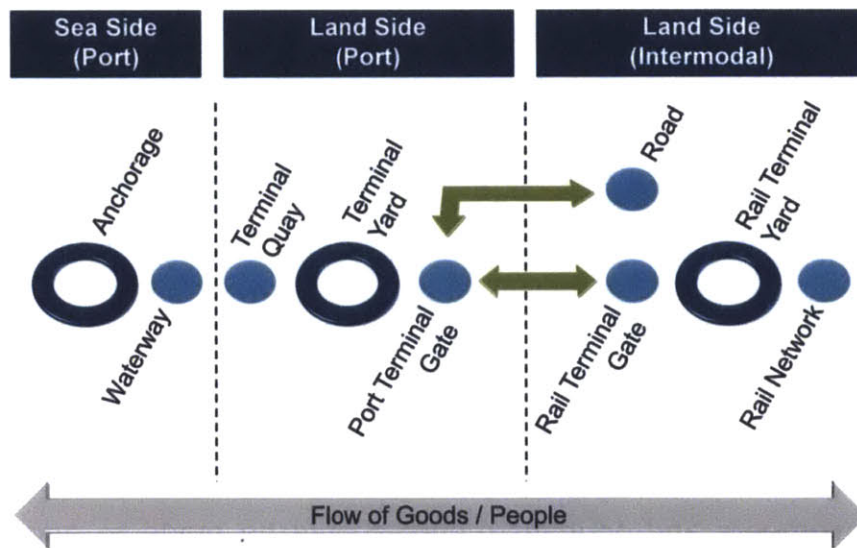 Sea Side
(Port)
Land Side
(Port)
Land Side
(Intermodal)
Anchorage
Waterway
Terminal
Quay
Terminal
Yard
Port Terminal
Gate
Road
Rail Terminal
Gate
Rail Terminal
Yard
Rail Network
Flow of Goods / People